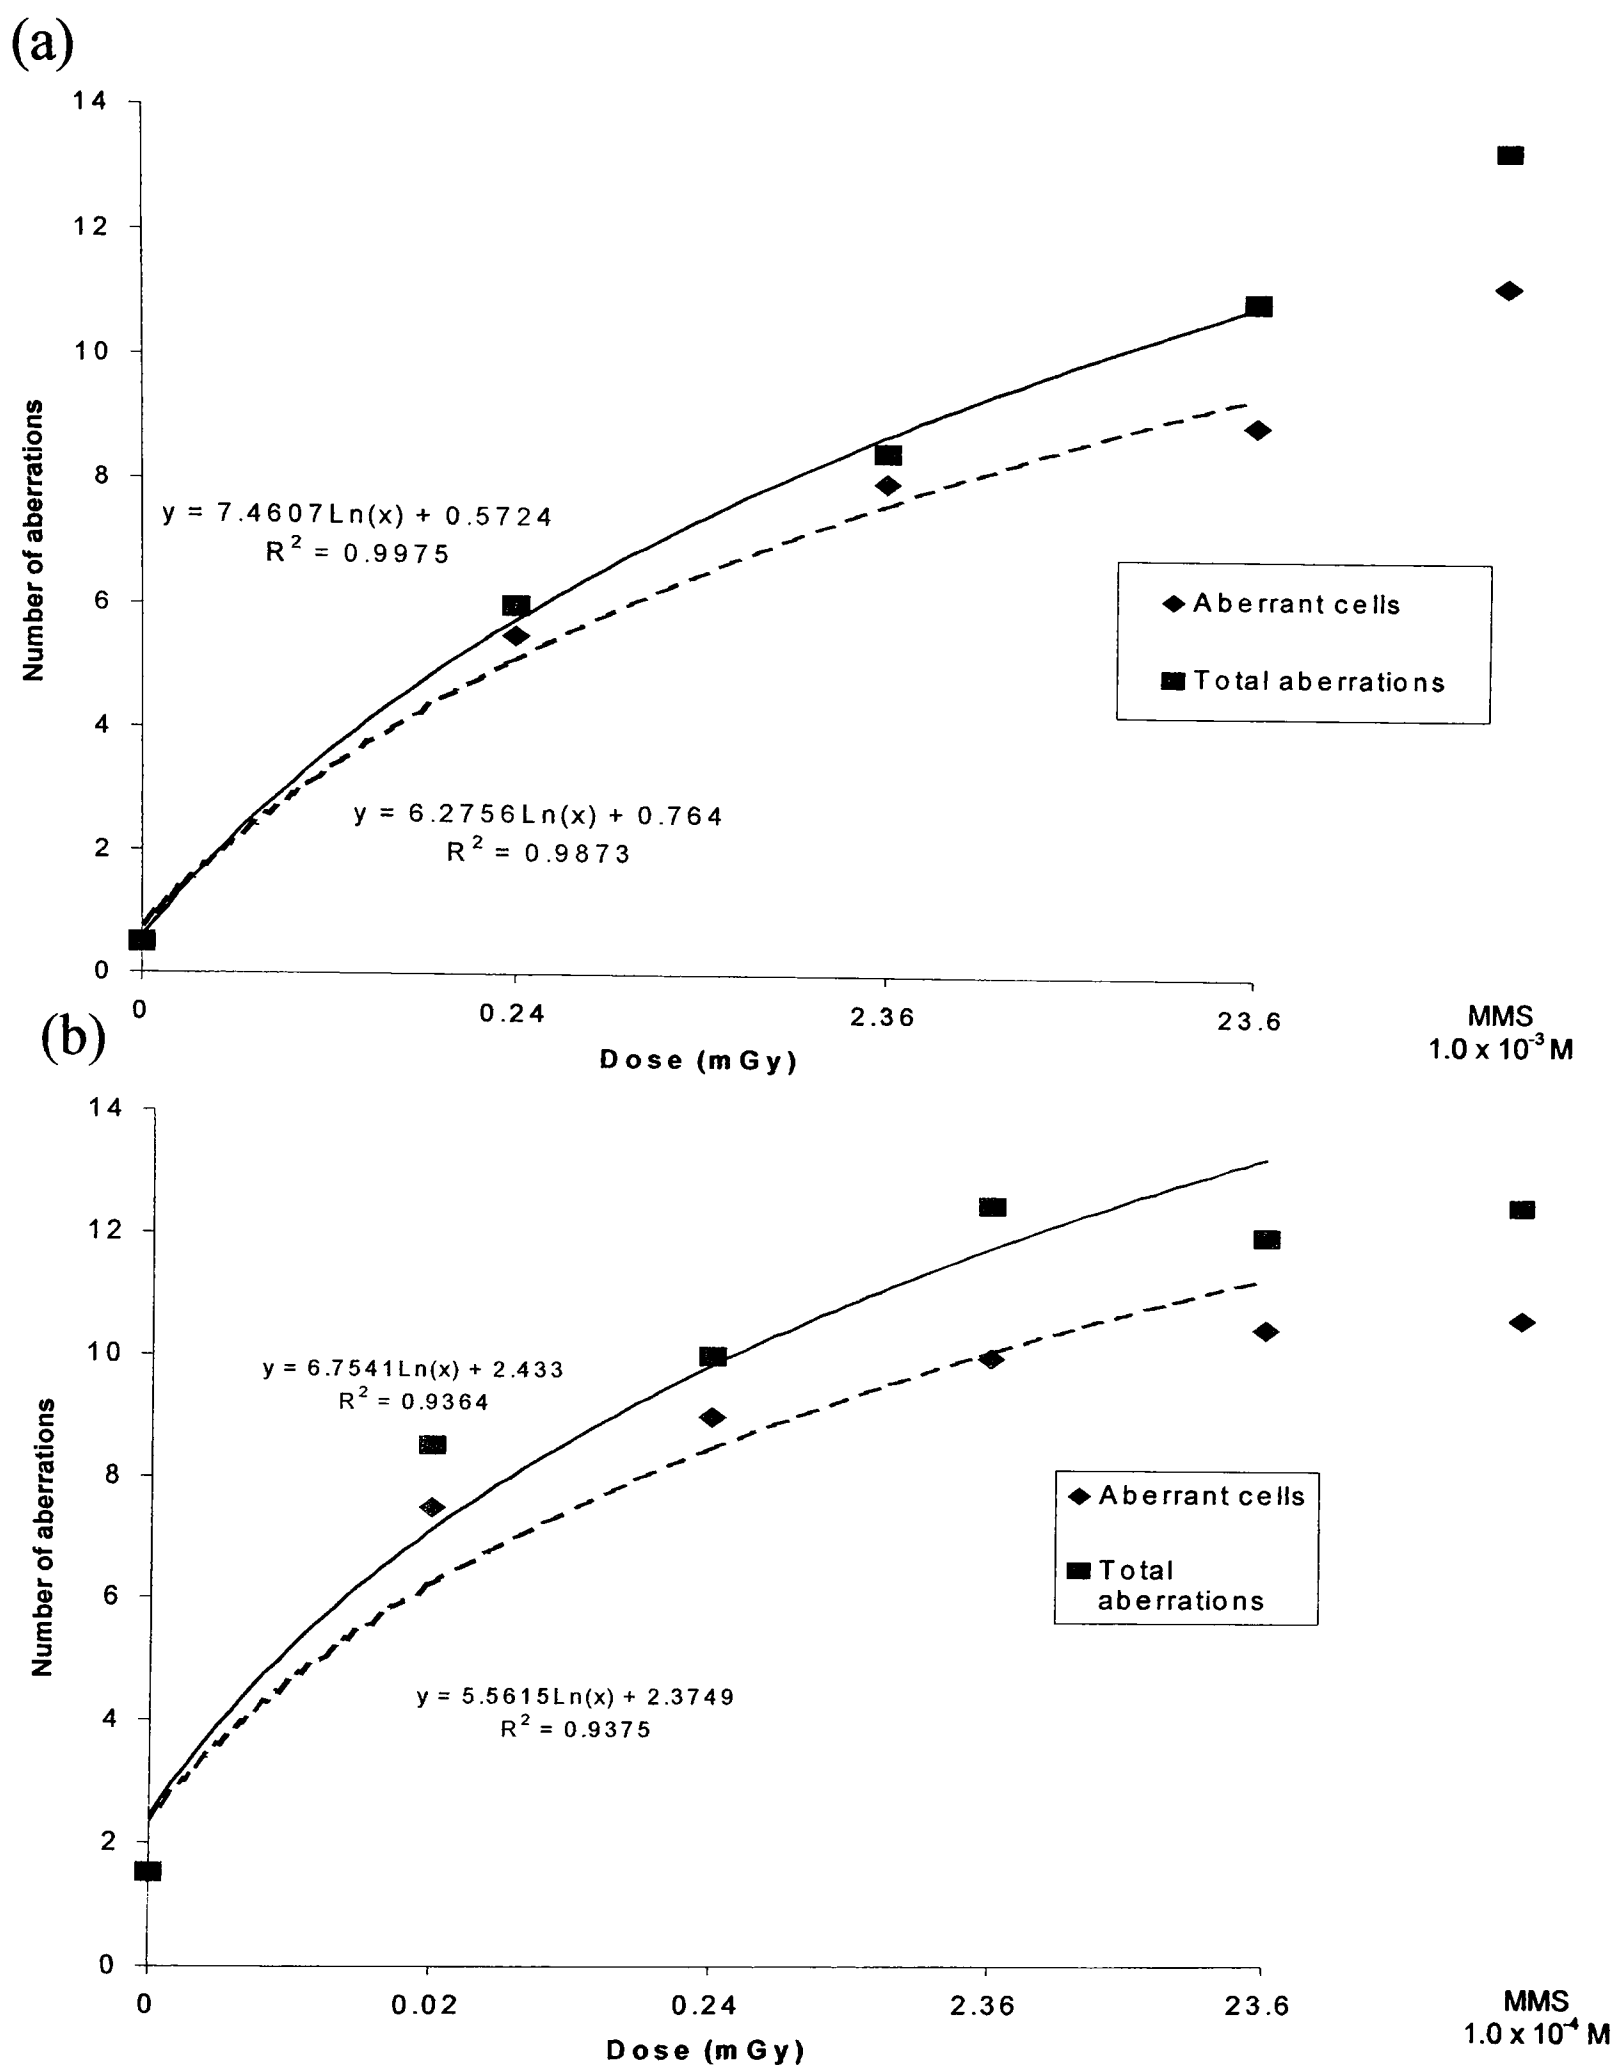 (a)
14
12
10
8
6
4
2
0
Number of aberrations
y = 7.4607Ln(x) + 0.5724
R² = 0.9975
y = 6.2756Ln(x) + 0.764
R² = 0.9873
Aberrant cells
Total aberrations
0 0.24 2.36 23.6 MMS
1.0 x 10⁻³ M
Dose (mGy)
(b)
14
12
10
8
6
4
2
0
Number of aberrations
y = 6.7541Ln(x) + 2.433
R² = 0.9364
y = 5.5615Ln(x) + 2.3749
R² = 0.9375
Aberrant cells
Total
aberrations
0 0.02 0.24 2.36 23.6 MMS
1.0 x 10⁻⁴ M
Dose (mGy)